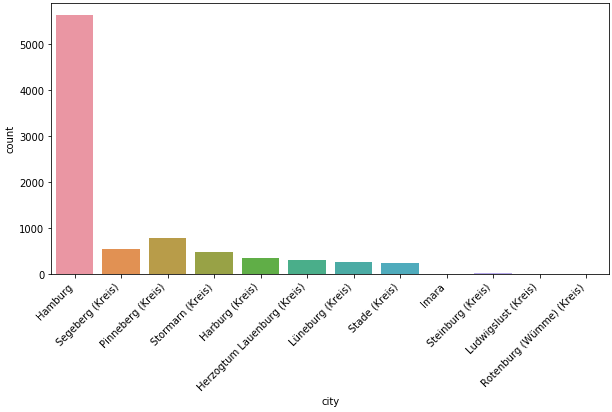 5000
4000
3000
2000
1000
0
count
Hamburg
Segeberg (Kreis)
Pinneberg (Kreis)
Stormarn (Kreis)
Harburg (Kreis)
Herzogtum Lauenburg (Kreis)
Lüneburg (Kreis)
Stade (Kreis)
Imara
Steinburg (Kreis)
Ludwigslust (Kreis)
Rotenburg (Wümme) (Kreis)
city